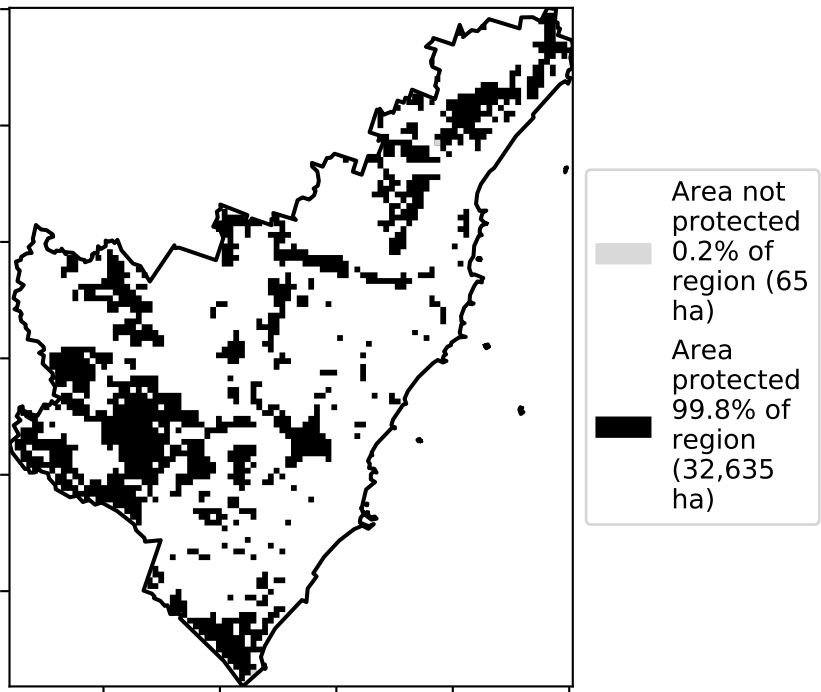 Area not
protected
0.2% of
region (65
ha)
Area
protected
99.8% of
region
(32,635
ha)